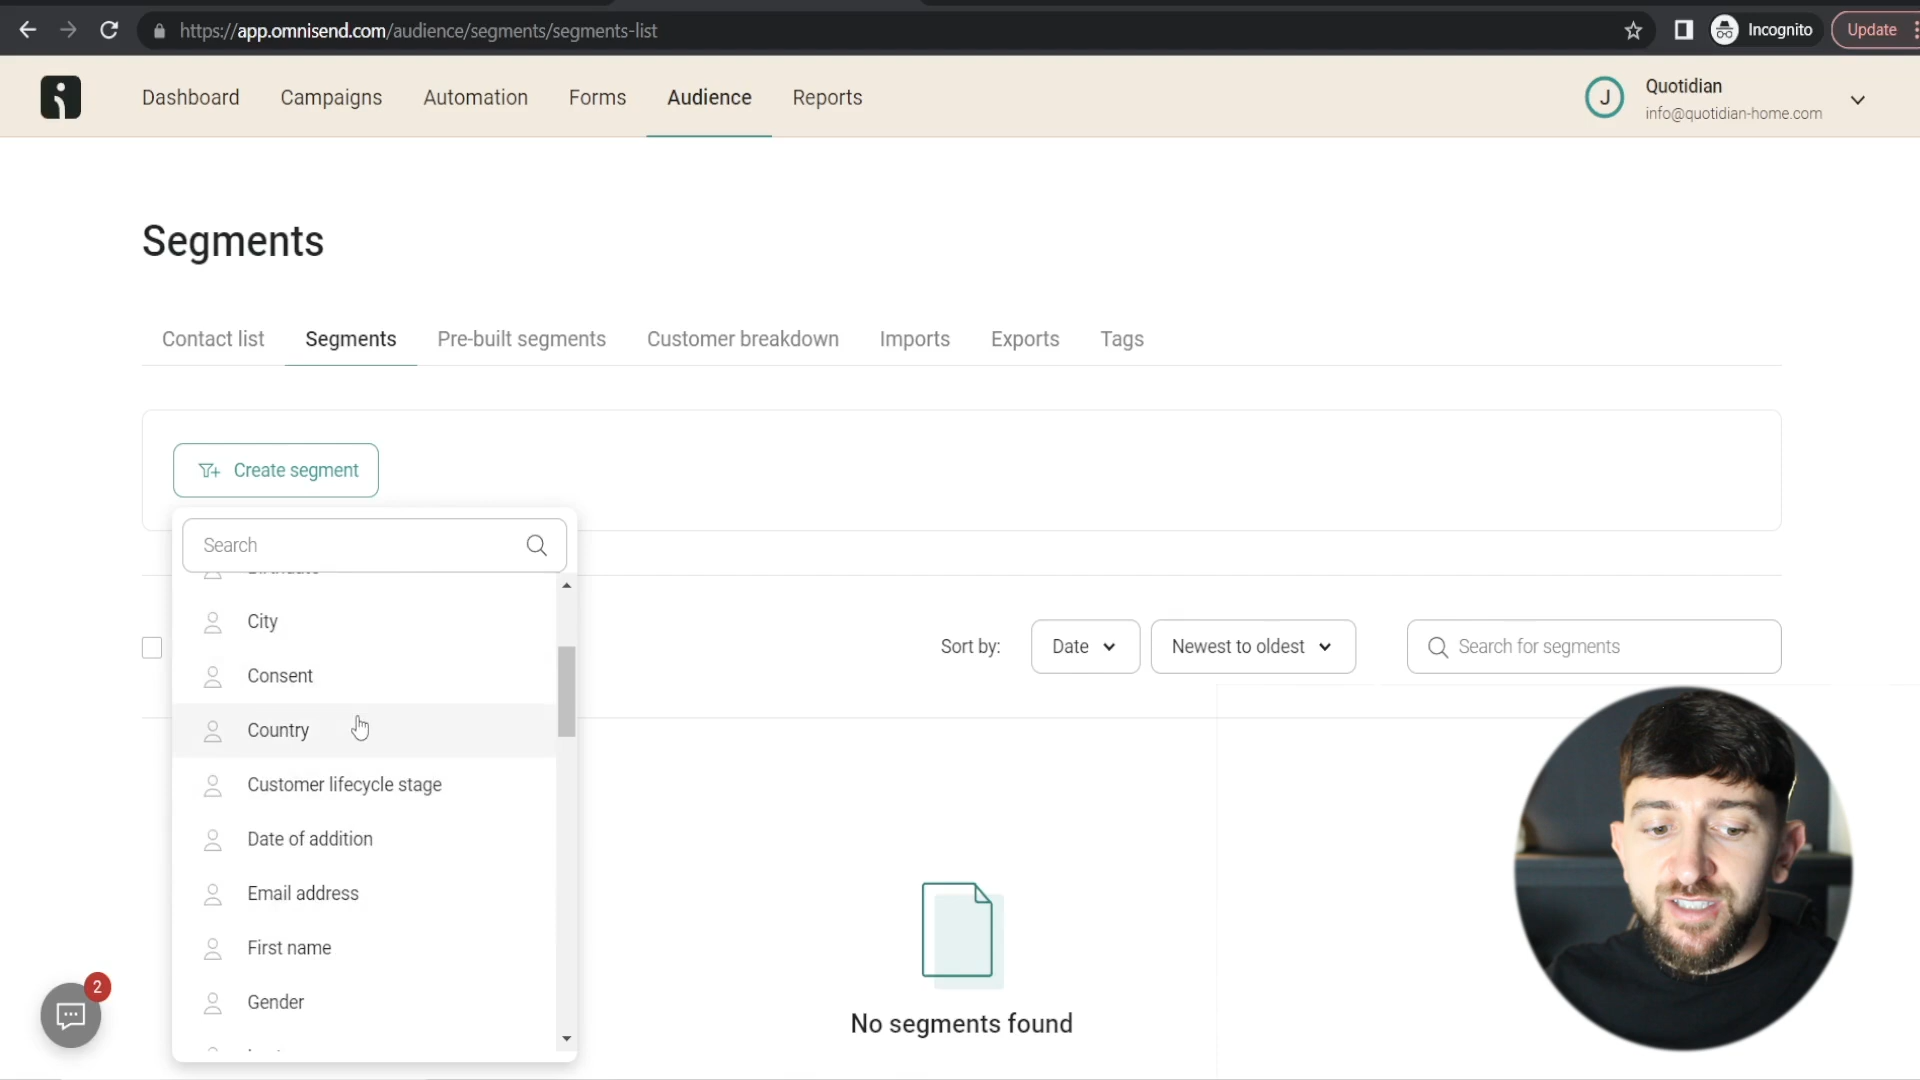 https://app.omnisend.com/audience/segments/segments-list
Incognito
Update
Dashboard
Campaigns
Automation
Forms
Audience
Reports
J
Quotidian
info@quotidian-home.com
Segments
Contact list
Segments
Pre-built segments
Customer breakdown
Imports
Exports
Tags
Create segment
Search
City
Consent
Country
Customer lifecycle stage
Date of addition
Email address
First name
Gender
Sort by:
Date
Newest to oldest
Search for segments
No segments found
2